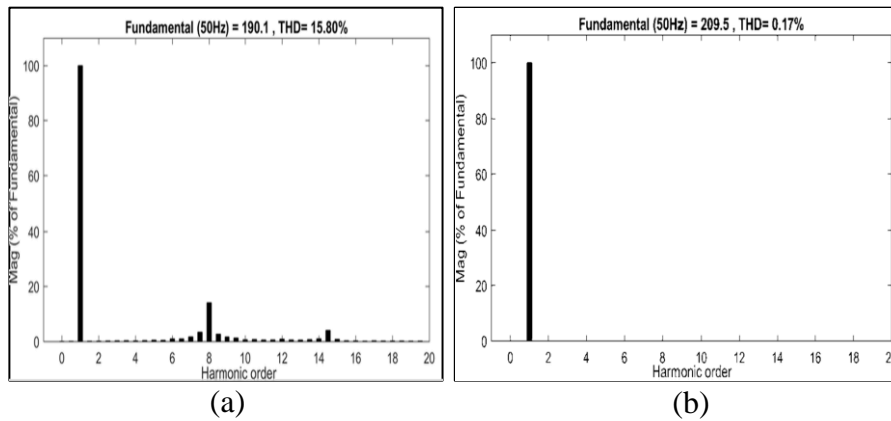 Fundamental (50Hz) = 190.1 , THD= 15.80%
Mag (% of Fundamental)
100
80
60
40
20
0
0 2 4 6 8 10 12 14 16 18 20
Harmonic order
(a)
Fundamental (50Hz) = 209.5 , THD= 0.17%
Mag (% of Fundamental)
100
80
60
40
20
0
0 2 4 6 8 10 12 14 16 18 20
Harmonic order
(b)